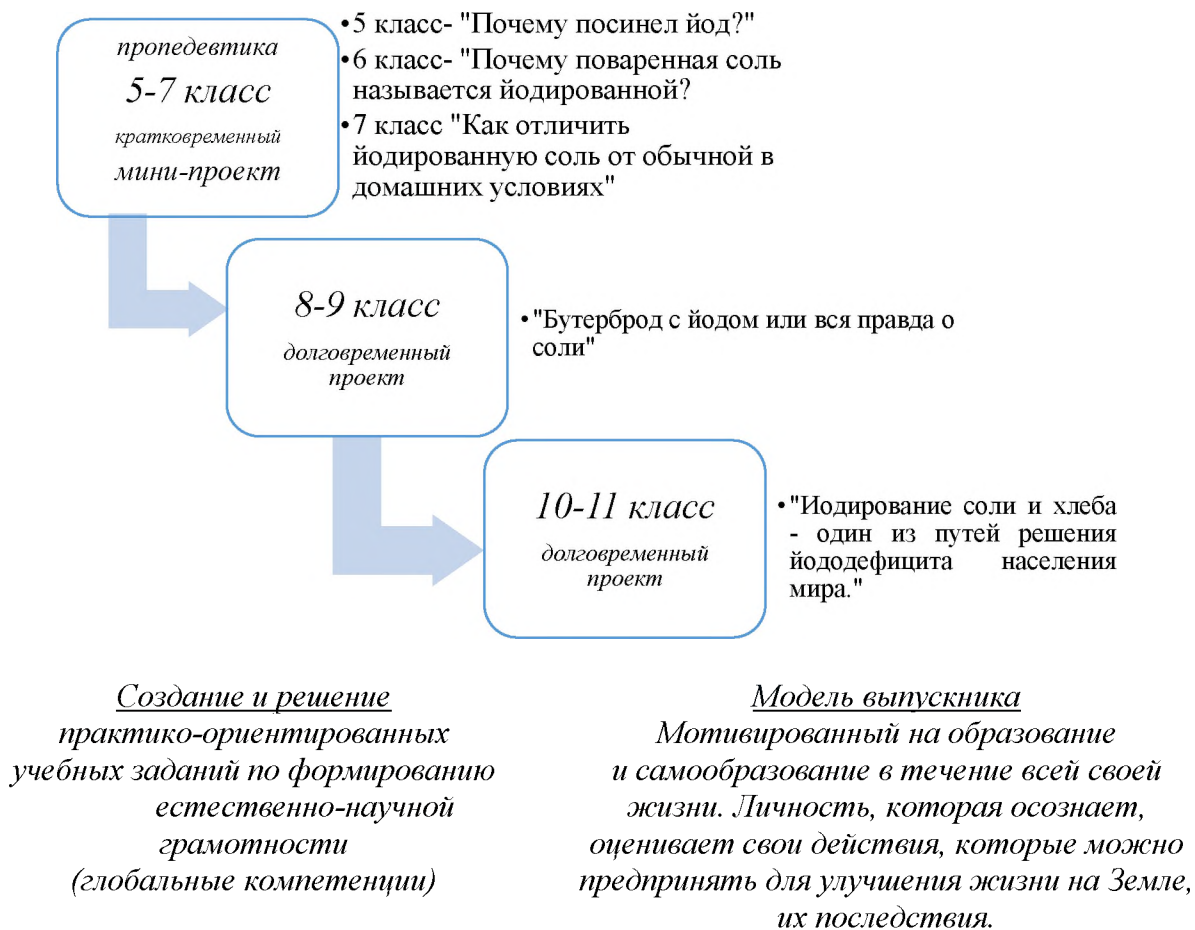 пропедевтика
5-7 класс
кратковременный
мини-проект
•5 класс- "Почему посинел йод?"
•6 класс- "Почему поваренная соль
называется йодированной?
•7 класс "Как отличить
йодированную соль от обычной в
домашних условиях"
8-9 класс
долговременный
проект
•"Бутерброд с йодом или вся правда о
соли"
10-11 класс
долговременный
проект
•"Иодирование соли и хлеба
- один из путей решения
йододефицита населения
мира."
Создание и решение
практико-ориентированных
учебных заданий по формированию
естественно-научной
грамотности
(глобальные компетенции)
Модель выпускника
Мотивированный на образование
и самообразование в течение всей своей
жизни. Личность, которая осознает,
оценивает свои действия, которые можно
предпринять для улучшения жизни на Земле,
их последствия.